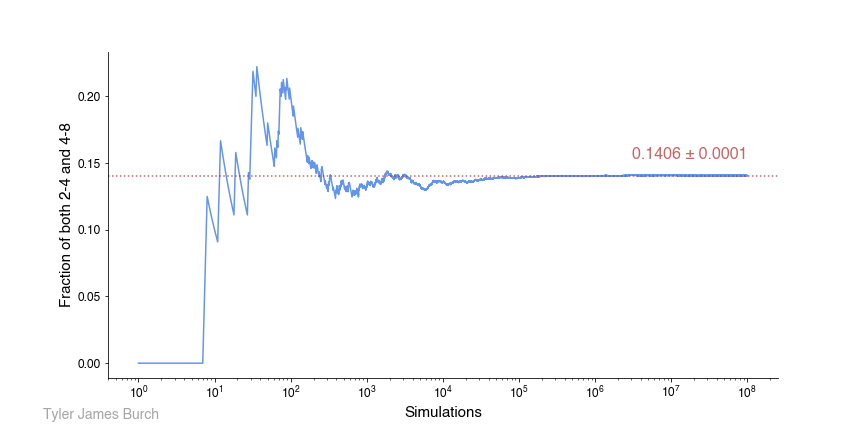 0.1406 ± 0.0001
Fraction of both 2-4 and 4-8
0.20
0.15
0.10
0.05
0.00
10⁰ 10¹ 10² 10³ 10⁴ 10⁵ 10⁶ 10⁷ 10⁸
Simulations
Tyler James Burch